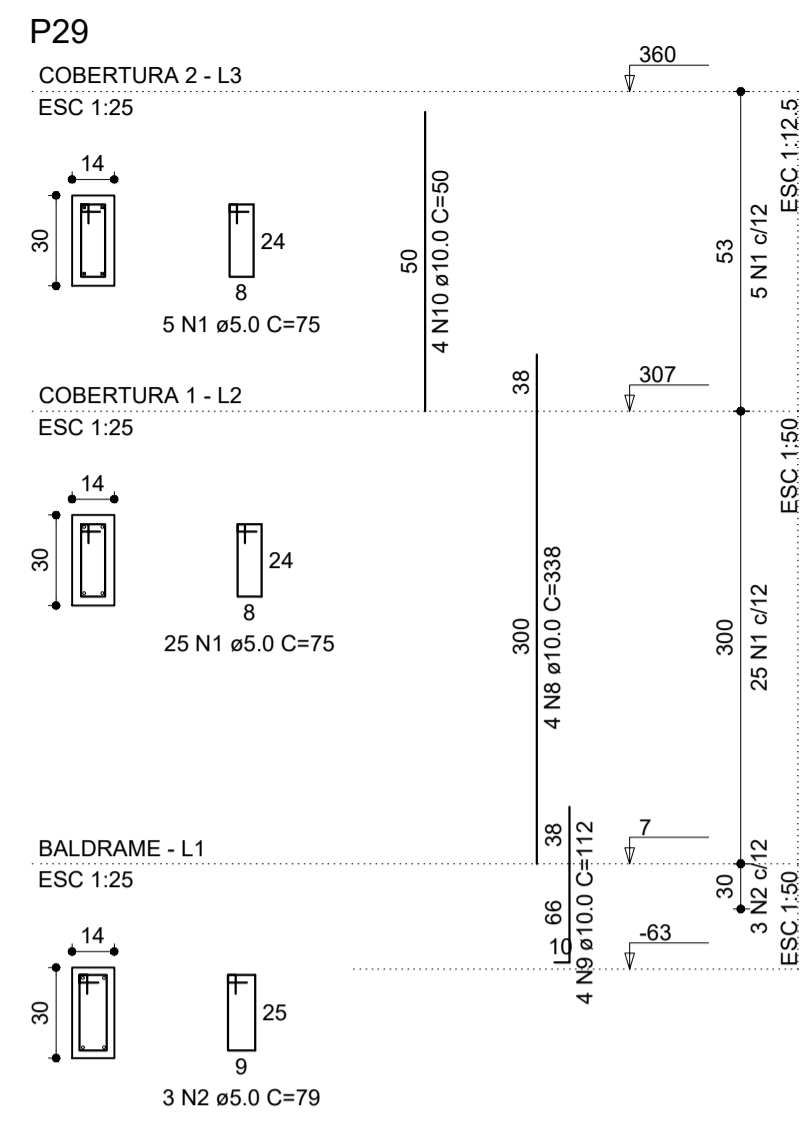 P29
COBERTURA 2 - L3
ESC 1:25
360
14
30
24
8
5 N1 ø5.0 C=75
50
4 N10 ø10.0 C=50
53
5 N1 c/12
ESC 1:12.5
COBERTURA 1 - L2
ESC 1:25
38
307
14
30
24
8
25 N1 ø5.0 C=75
300
4 N8 ø10.0 C=338
300
25 N1 c/12
ESC 1:50
BALDRAME - L1
ESC 1:25
38
66
10
4 N9 ø10.0 C=112
7
-63
30
3 N2 c/12
ESC 1:50
14
30
25
9
3 N2 ø5.0 C=79